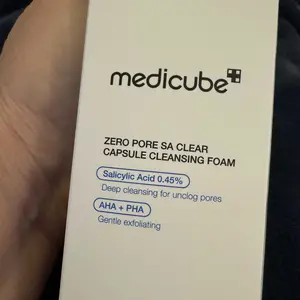 medicube
ZERO PORE SA CLEAR
CAPSULE CLEANSING FOAM
Salicylic Acid 0.45%
Deep cleansing for unclog pores
AHA + PHA
Gentle exfoliating